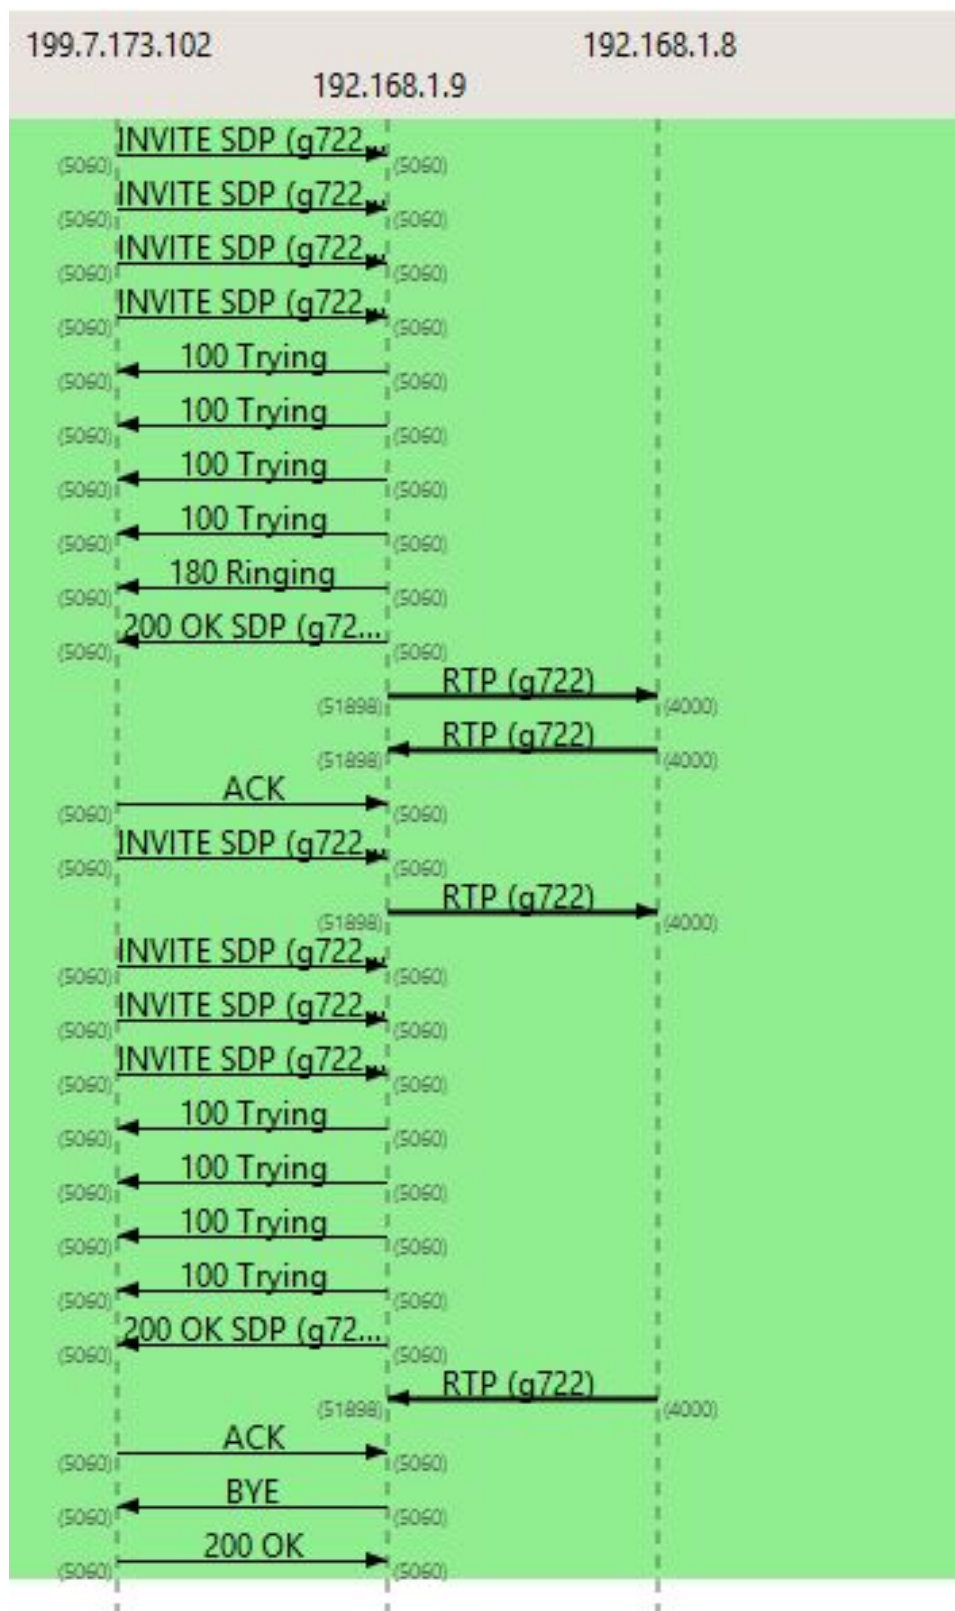 199.7.173.102
192.168.1.8
192.168.1.9
INVITE SDP (g722...
(5060) (5060)
INVITE SDP (g722...
(5060) (5060)
INVITE SDP (g722...
(5060) (5060)
INVITE SDP (g722...
(5060) (5060)
100 Trying
(5060) (5060)
100 Trying
(5060) (5060)
100 Trying
(5060) (5060)
100 Trying
(5060) (5060)
180 Ringing
(5060) (5060)
200 OK SDP (g72...
(5060) (5060)
RTP (g722)
(51898) (4000)
RTP (g722)
(51898) (4000)
ACK
(5060) (5060)
INVITE SDP (g722...
(5060) (5060)
RTP (g722)
(51898) (4000)
INVITE SDP (g722...
(5060) (5060)
INVITE SDP (g722...
(5060) (5060)
INVITE SDP (g722...
(5060) (5060)
100 Trying
(5060) (5060)
100 Trying
(5060) (5060)
100 Trying
(5060) (5060)
100 Trying
(5060) (5060)
200 OK SDP (g72...
(5060) (5060)
RTP (g722)
(51898) (4000)
ACK
(5060) (5060)
BYE
(5060) (5060)
200 OK
(5060) (5060)